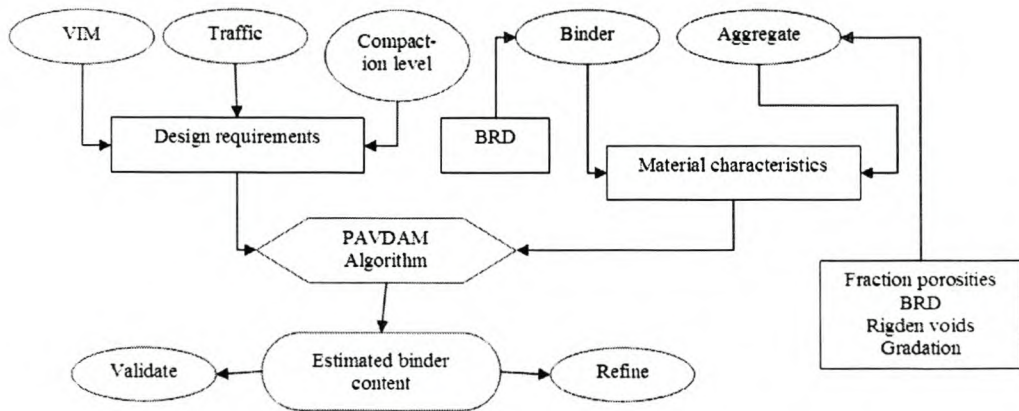 VIM
Traffic
Compact-
ion level
Binder
Aggregate
Design requirements
BRD
Material characteristics
PAVDAM
Algorithm
Fraction porosities
BRD
Rigden voids
Gradation
Validate
Estimated binder
content
Refine